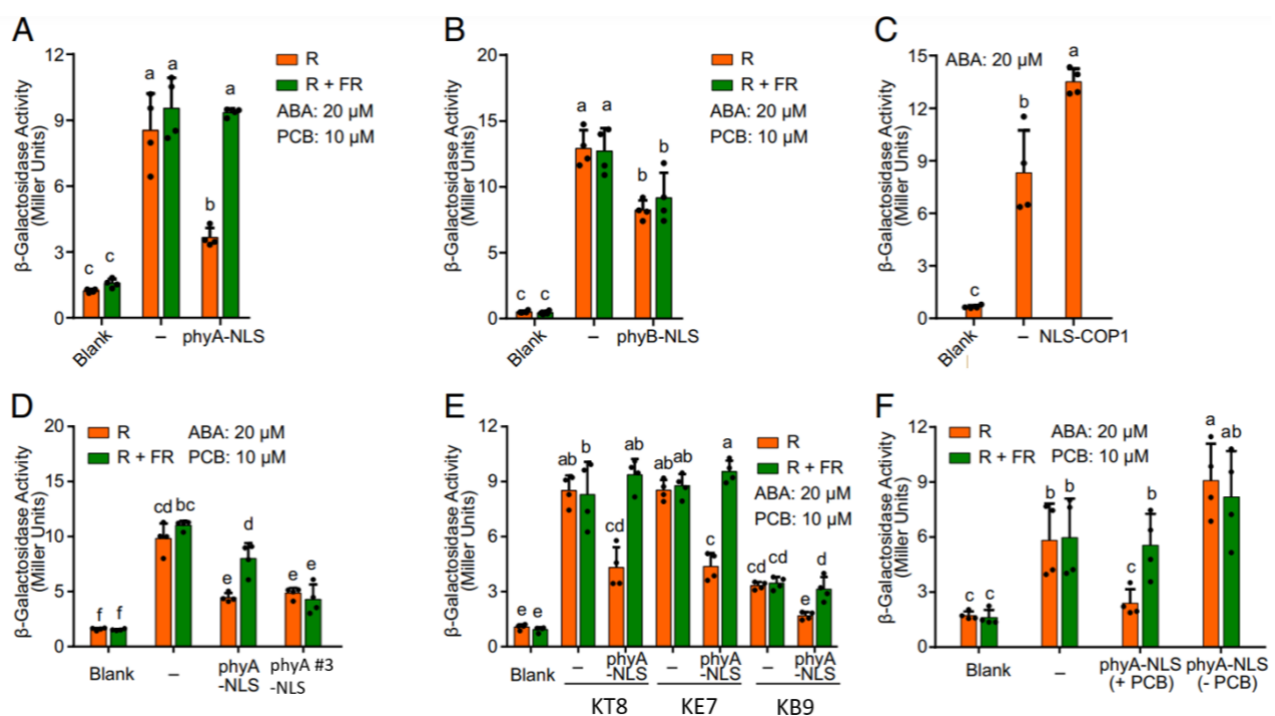 A
β-Galactosidase Activity
(Miller Units)
12
9
6
3
0
c
c
a
a
b
a
R
R + FR
ABA: 20 μM
PCB: 10 μM
Blank
–
phyA-NLS
B
β-Galactosidase Activity
(Miller Units)
20
15
10
5
0
c
c
a
a
b
b
R
R + FR
ABA: 20 μM
PCB: 10 μM
Blank
–
phyB-NLS
C
β-Galactosidase Activity
(Miller Units)
15
12
9
6
3
0
ABA: 20 μM
c
b
a
Blank
–
NLS-COP1
D
β-Galactosidase Activity
(Miller Units)
20
15
10
5
0
R
R + FR
ABA: 20 μM
PCB: 10 μM
f
f
cd
bc
e
d
e
e
Blank
–
phyA
-NLS
phyA #3
-NLS
E
β-Galactosidase Activity
(Miller Units)
12
9
6
3
0
e
e
ab
b
cd
ab
ab
ab
c
a
cd
cd
e
d
R
R + FR
ABA: 20 μM
PCB: 10 μM
Blank
–
phyA
-NLS
–
phyA
-NLS
–
phyA
-NLS
KT8
KE7
KB9
F
β-Galactosidase Activity
(Miller Units)
12
9
6
3
0
R
R + FR
ABA: 20 μM
PCB: 10 μM
c
c
b
b
c
b
a
ab
Blank
–
phyA-NLS
(+ PCB)
phyA-NLS
(- PCB)